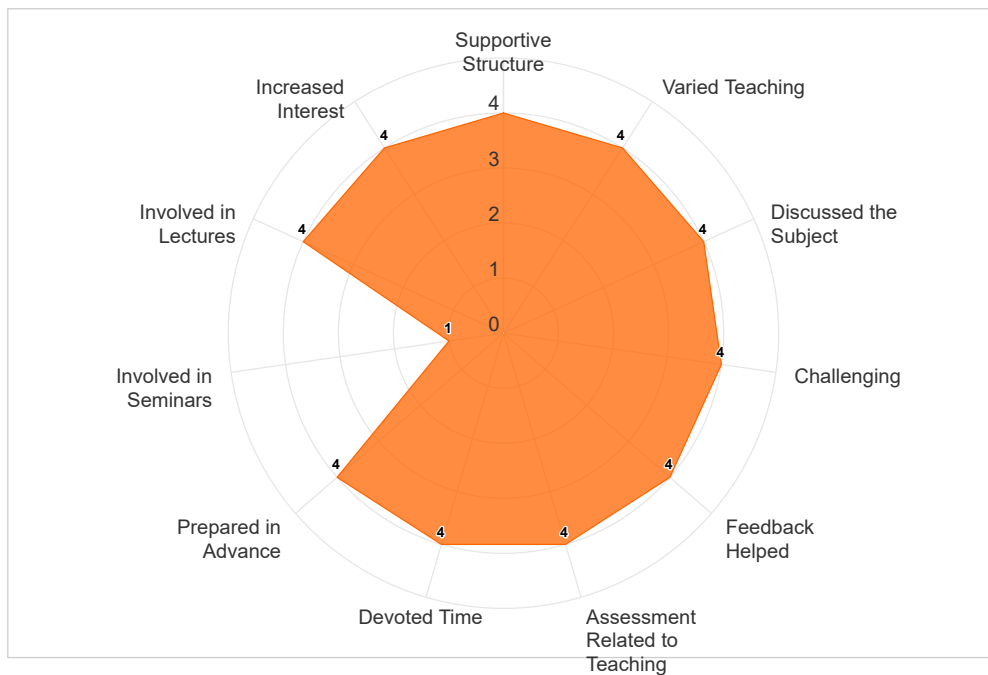 Supportive
Structure
Increased
Interest
Varied Teaching
4
4
4
3
Involved in
Lectures
4
2
4
Discussed the
Subject
1
0
1
Involved in
Seminars
4
Challenging
4
4
Prepared in
Advance
4
4
Feedback
Helped
Devoted Time
Assessment
Related to
Teaching